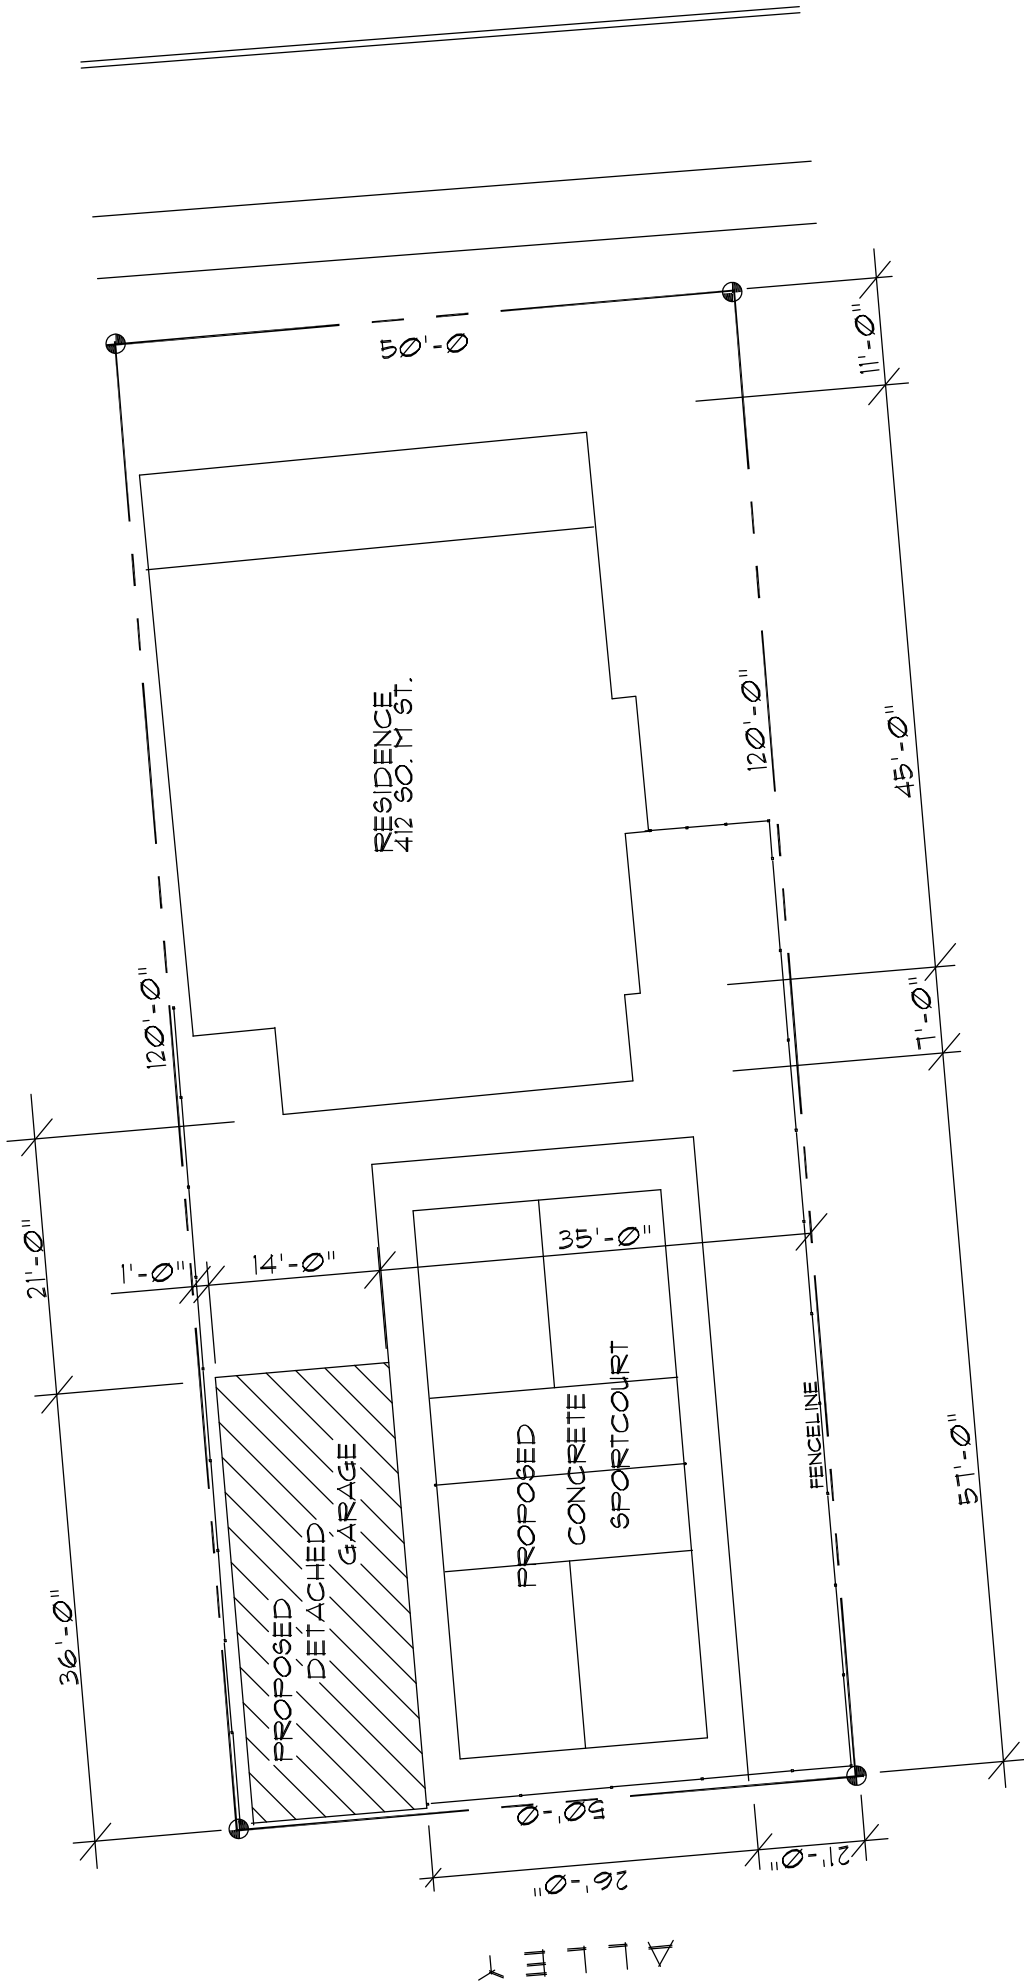 50'-0
11'-0"
RESIDENCE
412 SO. M ST.
120'-0"
45'-0"
120'-0"
7'-0"
21'-0"
1'-0"
14'-0"
35'-0"
PROPOSED
CONCRETE
SPORTCOURT
FENCELINE
57'-0"
PROPOSED
DETACHED
GARAGE
36'-0"
50'-0
26'-0"
21'-0"
ALLEY